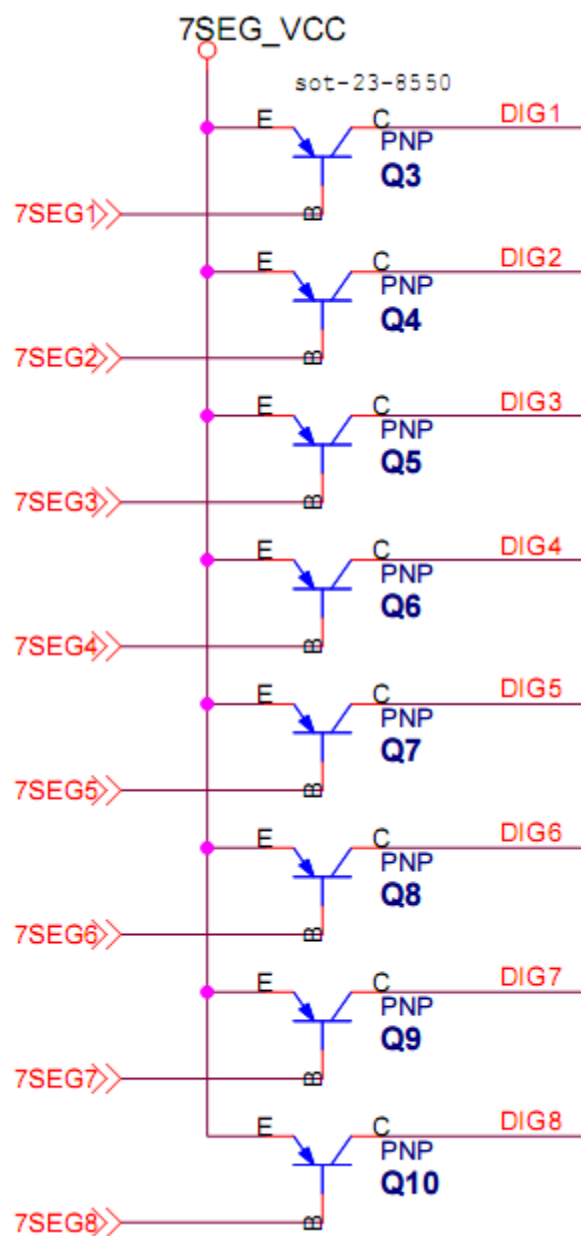 7SEG_VCC
sot-23-8550
E C DIG1
PNP
Q3
7SEG1 B
E C DIG2
PNP
Q4
7SEG2 B
E C DIG3
PNP
Q5
7SEG3 B
E C DIG4
PNP
Q6
7SEG4 B
E C DIG5
PNP
Q7
7SEG5 B
E C DIG6
PNP
Q8
7SEG6 B
E C DIG7
PNP
Q9
7SEG7 B
E C DIG8
PNP
Q10
7SEG8 B